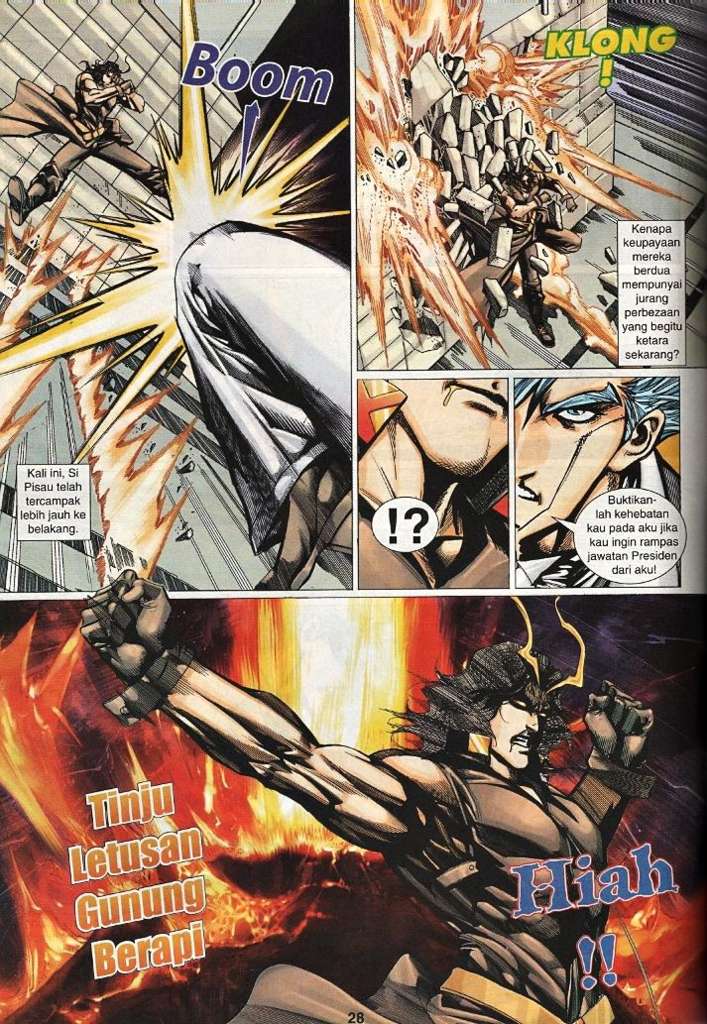 Boom
!
KLONG
!
Kenapa
keupayaan
mereka
berdua
mempunyai
jurang
perbezaan
yang begitu
ketara
sekarang?
Kali ini, Si
Pisau telah
tercampak
lebih jauh ke
belakang.
!?
Buktikan-
lah kehebatan
kau pada aku jika
kau ingin rampas
jawatan Presiden
dari aku!
Tinju
Letusan
Gunung
Berapi
Hiah
!!
28